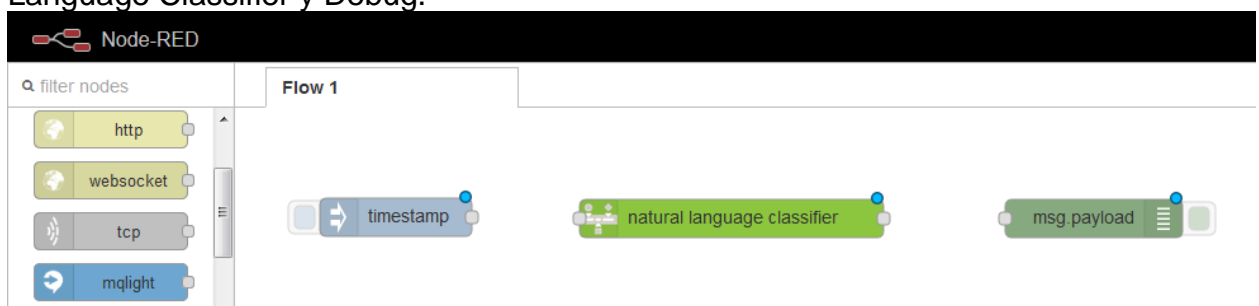 Language Classifier y Debug.
Node-RED
filter nodes
Flow 1
http
websocket
timestamp
natural language classifier
msg.payload
tcp
mqlight